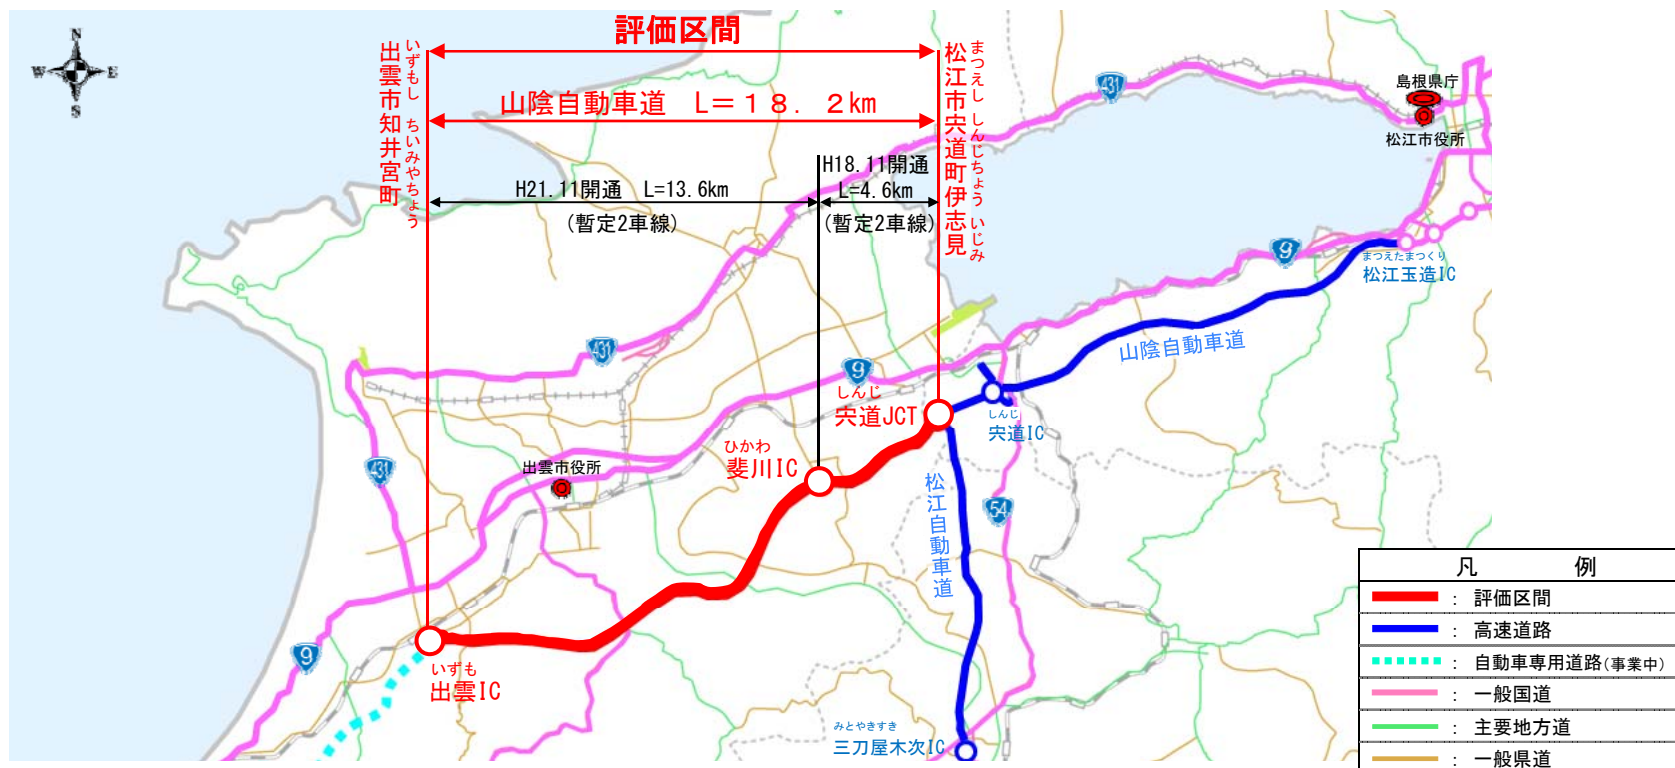 N
W
E
S
評価区間
山陰自動車道　L＝１８．２km
いずもし ちいみやちょう
出雲市知井宮町
まつえし しんじちょう いじみ
松江市宍道町伊志見
H21.11開通　L=13.6km
(暫定2車線)
H18.11開通
L=4.6km
(暫定2車線)
431
島根県庁
松江市役所
9
まつえたまつくり
松江玉造IC
山陰自動車道
431
9
しんじ
宍道JCT
しんじ
宍道IC
ひかわ
斐川IC
出雲市役所
431
松江自動車道
54
9
いずも
出雲IC
みとやきすき
三刀屋木次IC
凡　例
： 評価区間
： 高速道路
： 自動車専用道路(事業中)
： 一般国道
： 主要地方道
： 一般県道